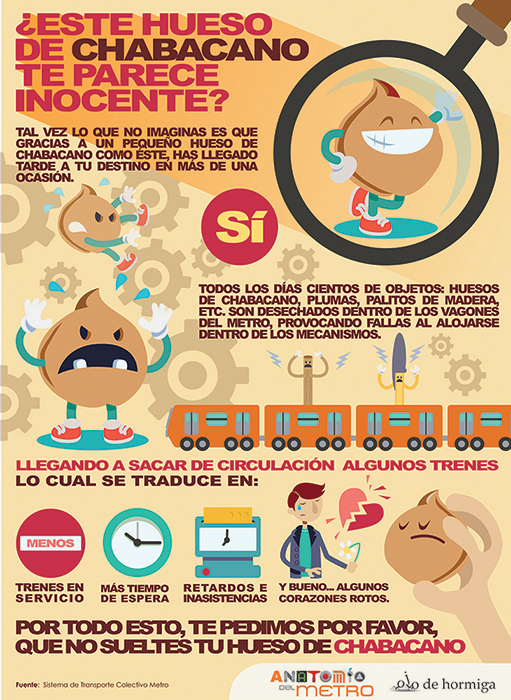 ¿ESTE HUESO
DE CHABACANO
TE PARECE
INOCENTE?
TAL VEZ LO QUE NO IMAGINAS ES QUE
GRACIAS A UN PEQUEÑO HUESO DE
CHABACANO COMO ÉSTE, HAS LLEGADO
TARDE A TU DESTINO EN MÁS DE UNA
OCASIÓN.
SÍ
TODOS LOS DÍAS CIENTOS DE OBJETOS: HUESOS
DE CHABACANO, PLUMAS, PALITOS DE MADERA,
ETC. SON DESECHADOS DENTRO DE LOS VAGONES
DEL METRO, PROVOCANDO FALLAS AL ALOJARSE
DENTRO DE LOS MECANISMOS.
LLEGANDO A SACAR DE CIRCULACIÓN ALGUNOS TRENES
LO CUAL SE TRADUCE EN:
MENOS
TRENES EN
SERVICIO
MÁS TIEMPO
DE ESPERA
RETARDOS E
INASISTENCIAS
Y BUENO... ALGUNOS
CORAZONES ROTOS.
POR TODO ESTO, TE PEDIMOS POR FAVOR,
QUE NO SUELTES TU HUESO DE CHABACANO
Fuente: Sistema de Transporte Colectivo Metro
ANATOMÍA
DEL METRO
de hormiga